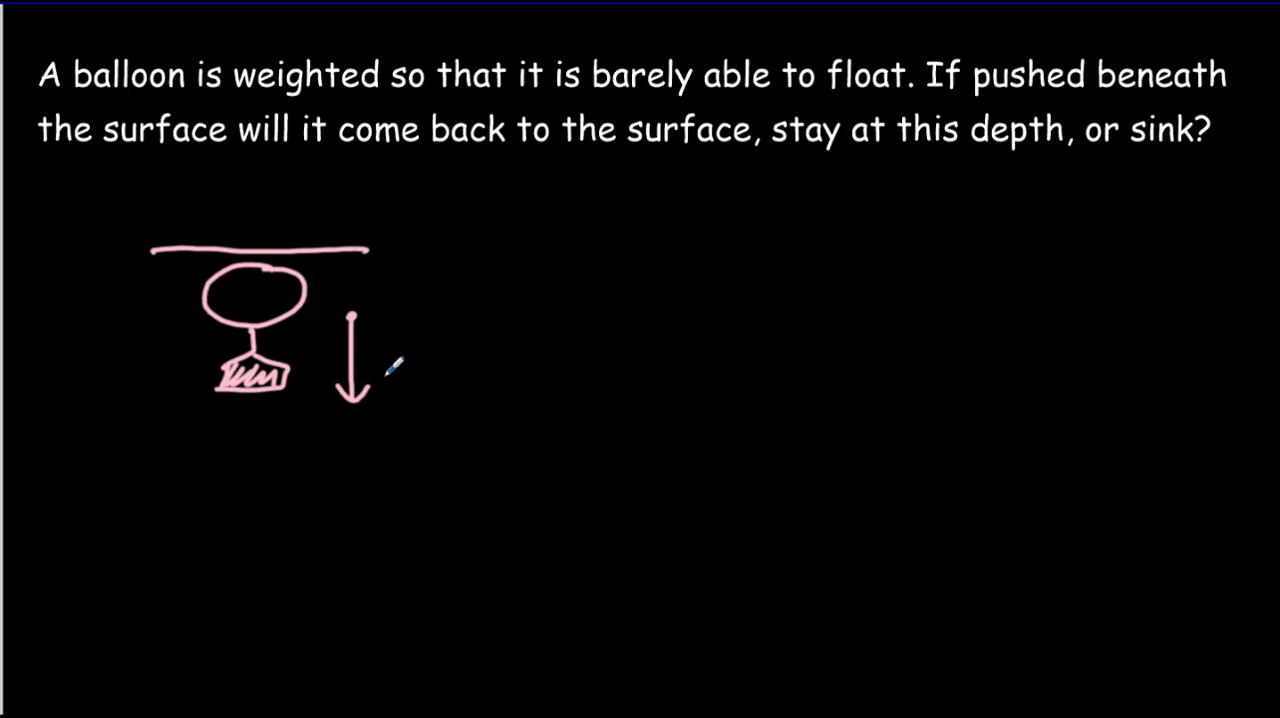 A balloon is weighted so that it is barely able to float. If pushed beneath
the surface will it come back to the surface, stay at this depth, or sink?